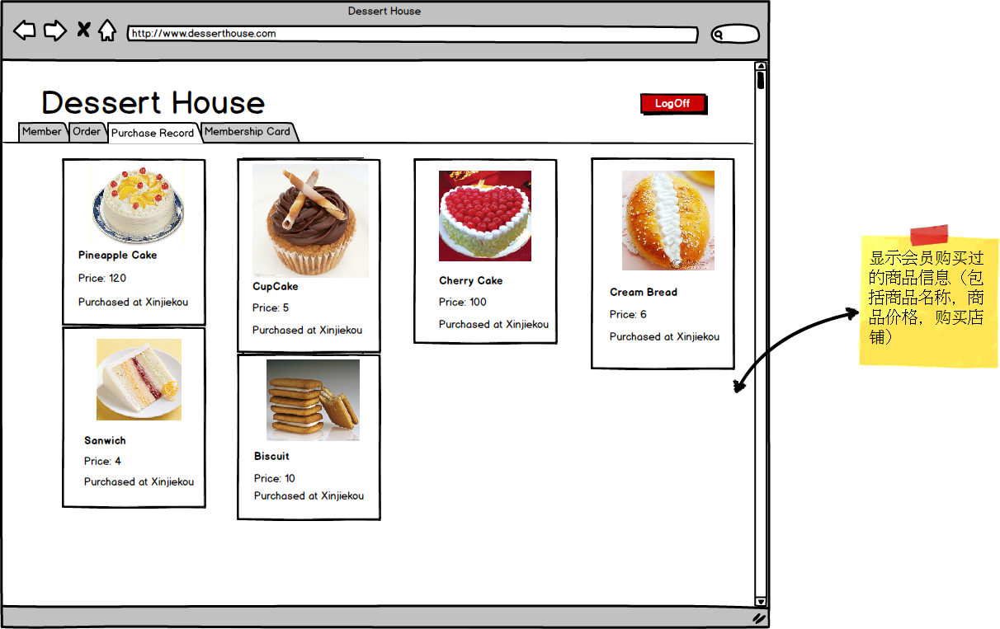 Dessert House
http://www.desserthouse.com
Dessert House
LogOff
Member
Order
Purchase Record
Membership Card
Pineapple Cake
Price: 120
Purchased at Xinjiekou
CupCake
Price: 5
Purchased at Xinjiekou
Cherry Cake
Price: 100
Purchased at Xinjiekou
Cream Bread
Price: 6
Purchased at Xinjiekou
Sanwich
Price: 4
Purchased at Xinjiekou
Biscuit
Price: 10
Purchased at Xinjiekou
显示会员购买过
的商品信息（包
括商品名称，商
品价格，购买店
铺）